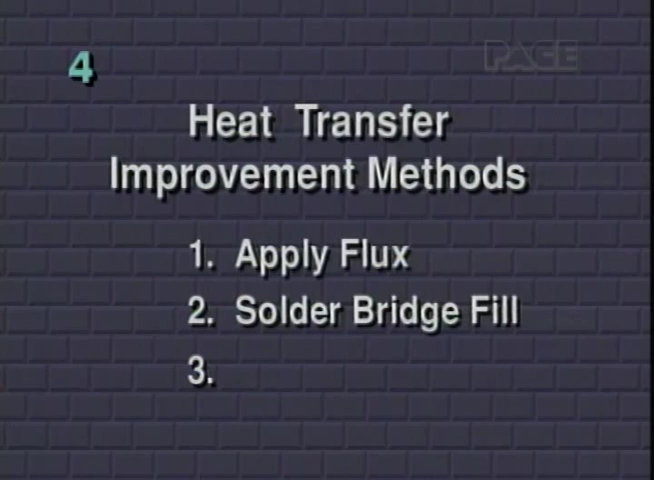 4
PACE
Heat Transfer
Improvement Methods
1. Apply Flux
2. Solder Bridge Fill
3.